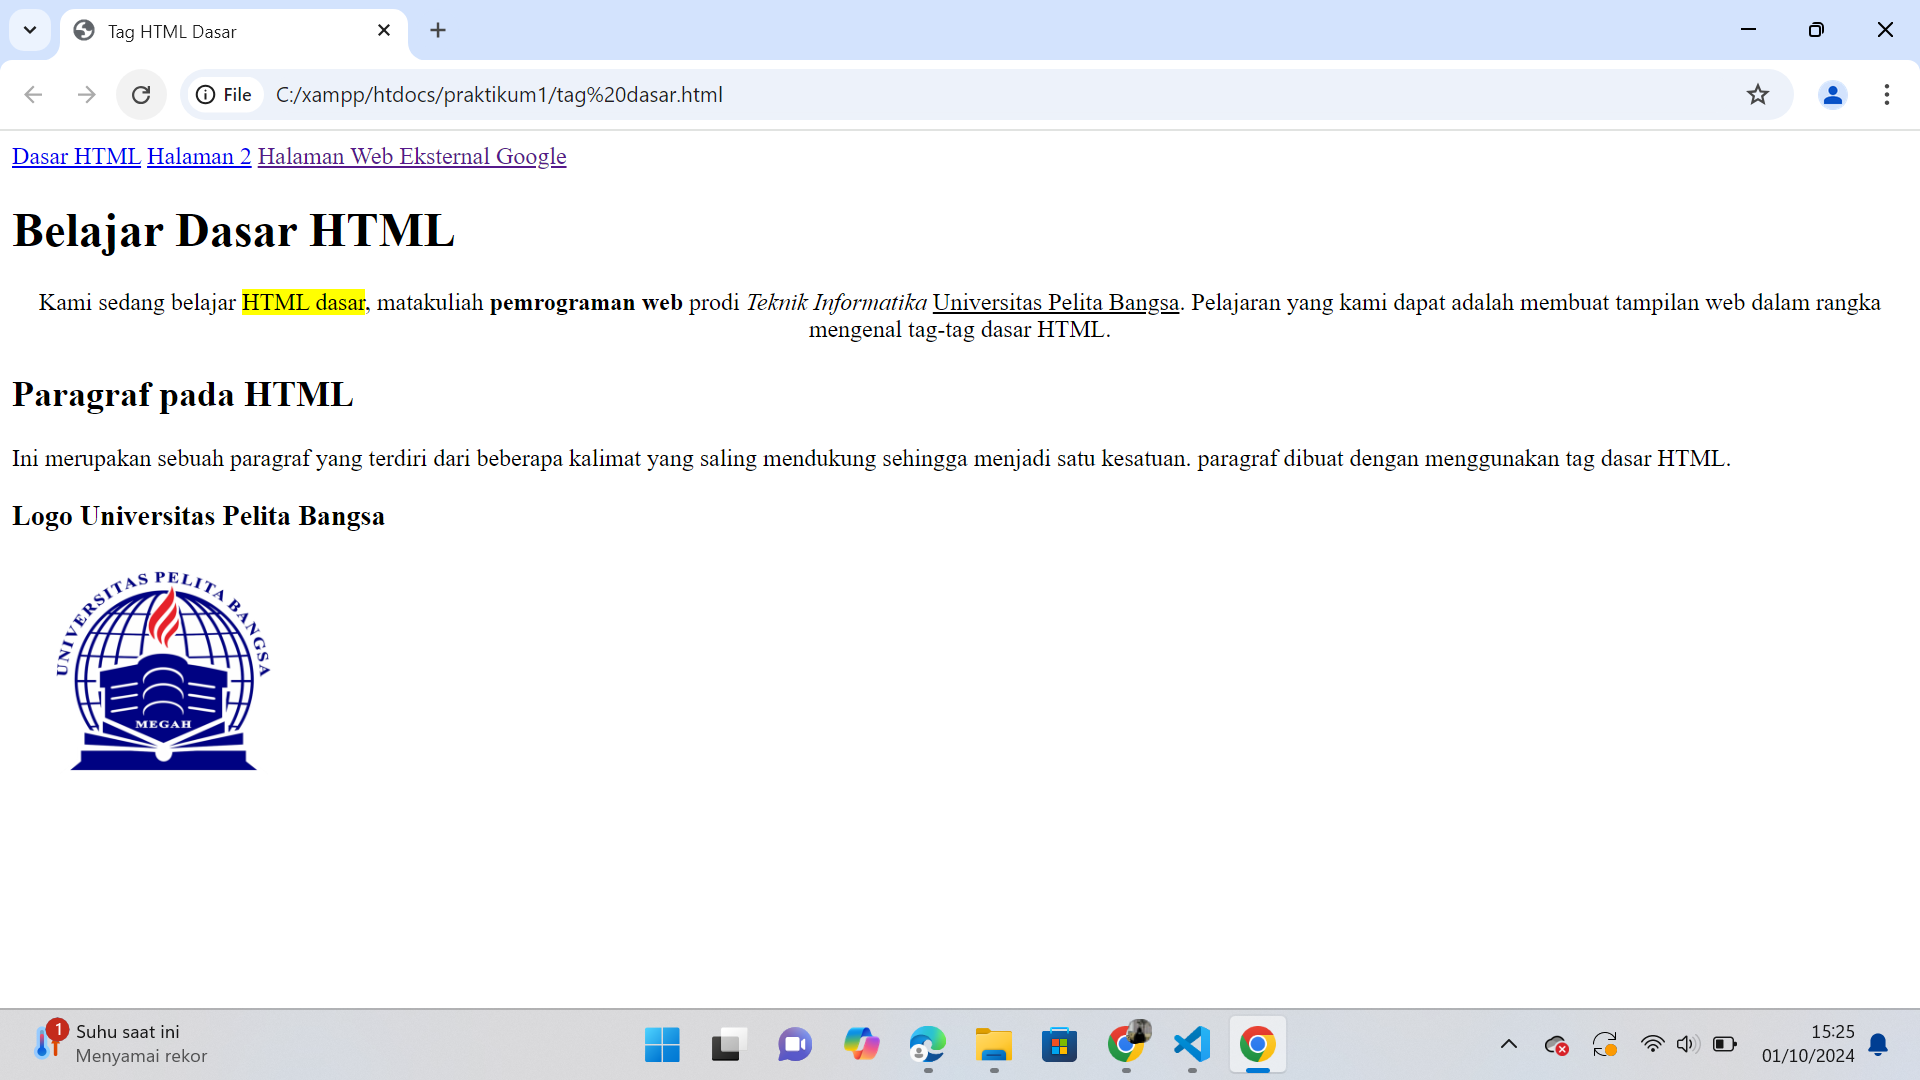 Tag HTML Dasar
File C:/xampp/htdocs/praktikum1/tag%20dasar.html
Dasar HTML Halaman 2 Halaman Web Eksternal Google
Belajar Dasar HTML
Kami sedang belajar HTML dasar, matakuliah pemrograman web prodi Teknik Informatika Universitas Pelita Bangsa. Pelajaran yang kami dapat adalah membuat tampilan web dalam rangka
mengenal tag-tag dasar HTML.
Paragraf pada HTML
Ini merupakan sebuah paragraf yang terdiri dari beberapa kalimat yang saling mendukung sehingga menjadi satu kesatuan. paragraf dibuat dengan menggunakan tag dasar HTML.
Logo Universitas Pelita Bangsa
UNIVERSITAS PELITA BANGSA
MEGAH
1
Suhu saat ini
Menyamai rekor
15:25
01/10/2024